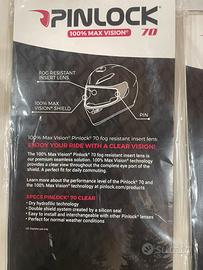 PINLOCK®
100% MAX VISION® 70
FOG RESISTANT
INSERT LENS
100% MAX
VISION® SHIELD
PIN
100% Max Vision® Pinlock® 70 fog resistant insert lens:
ENJOY YOUR RIDE WITH A CLEAR VISION!
The 100% Max Vision® Pinlock® 70 fog resistant insert lens is
our premium seamless solution. 100% Max Vision® technology
provides a clear view throughout the complete eye port of the
shield. A perfect fit for daily commuting.
Learn more about the performance level of the Pinlock® 70 and
the 100% Max Vision® technology at pinlock.com/products
SPECS PINLOCK® 70 CLEAR
• Dry hydrofilic technology
• Double shield system created by a silicon seal
• Easy to install and interchangeable with other Pinlock® lenses
• Perfect for normal weather conditions
subito